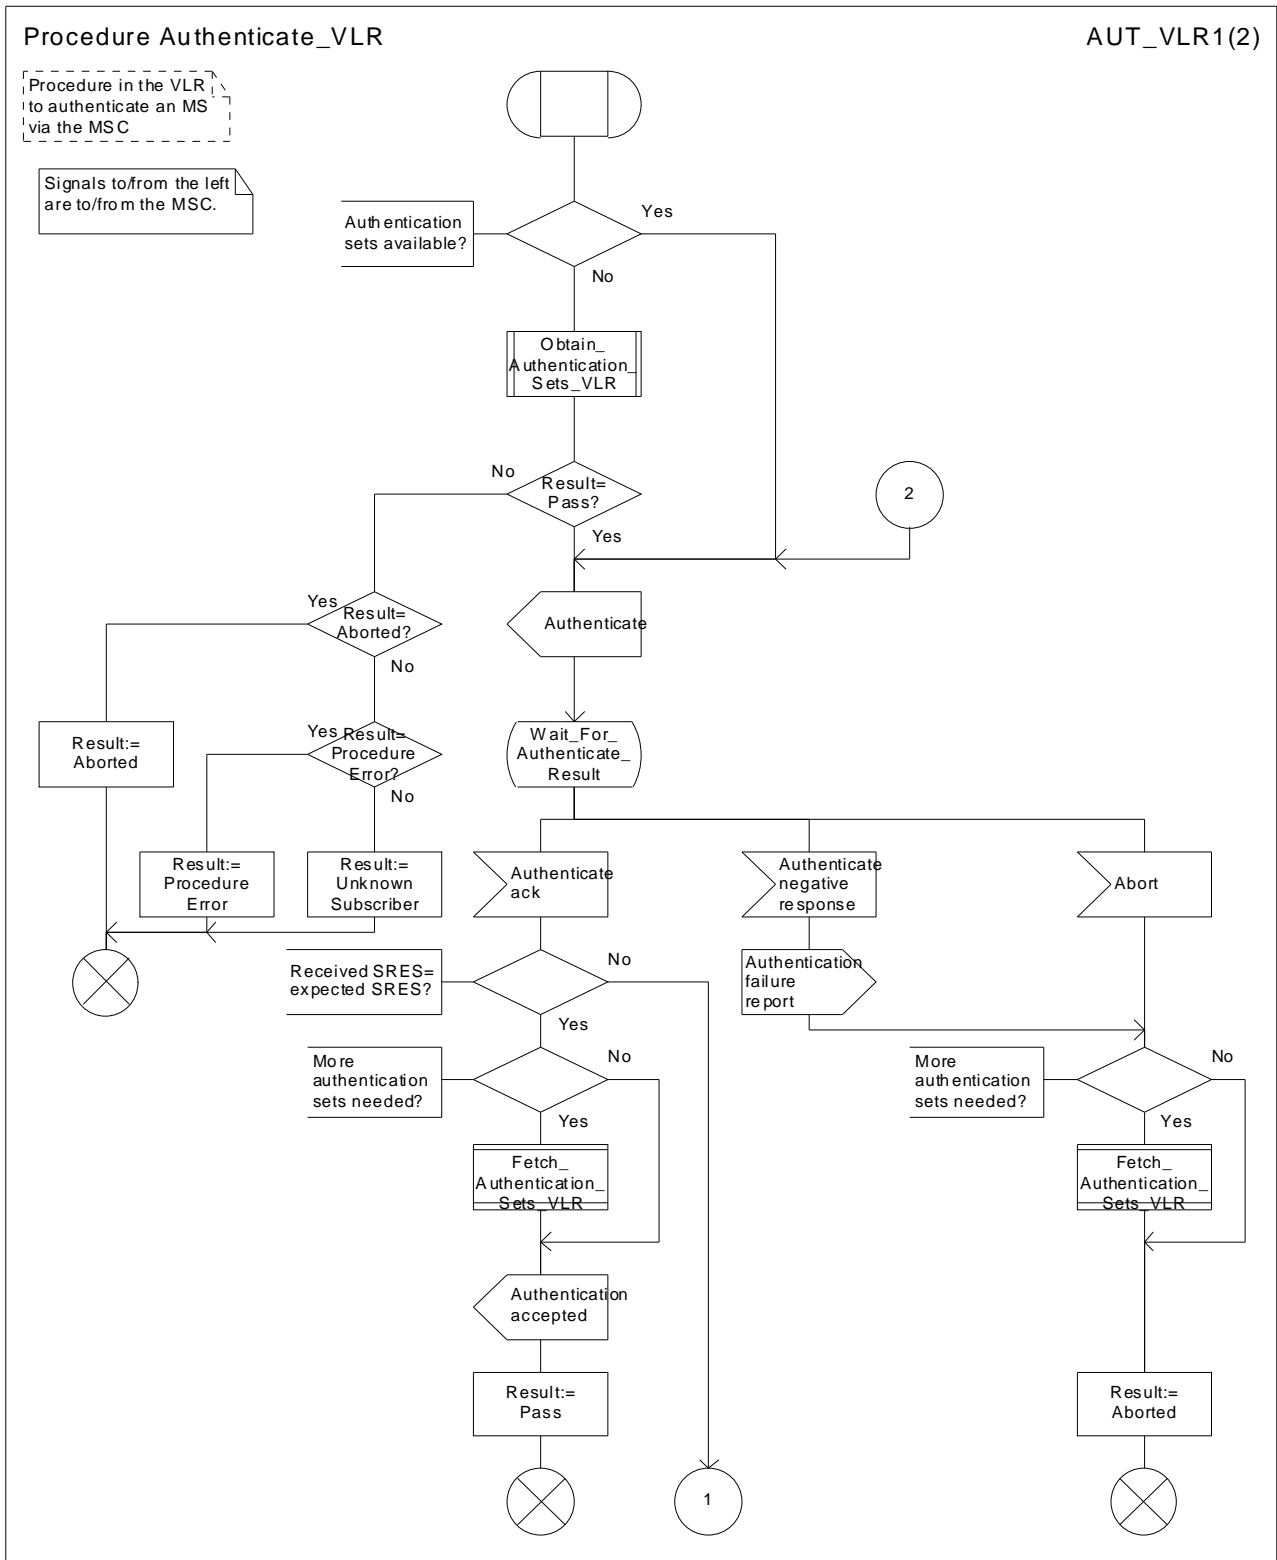 Procedure Authenticate_VLR
AUT_VLR1(2)
Procedure in the VLR
to authenticate an MS
via the MSC
Signals to/from the left
are to/from the MSC.
Authentication
sets available?
Yes
No
Obtain_
Authentication_
Sets_VLR
No
Result=
Pass?
Yes
2
Yes
Result=
Aborted?
No
Authenticate
Result:=
Aborted
Yes
Result=
Procedure
Error?
No
Wait_For_
Authenticate_
Result
Result:=
Procedure
Error
Result:=
Unknown
Subscriber
Authenticate
ack
Authenticate
negative
response
Abort
Received SRES=
expected SRES?
No
Yes
Authentication
failure
report
More
authentication
sets needed?
No
Yes
More
authentication
sets needed?
No
Yes
Fetch_
Authentication_
Sets_VLR
Fetch_
Authentication_
Sets_VLR
Authentication
accepted
Result:=
Pass
Result:=
Aborted
1